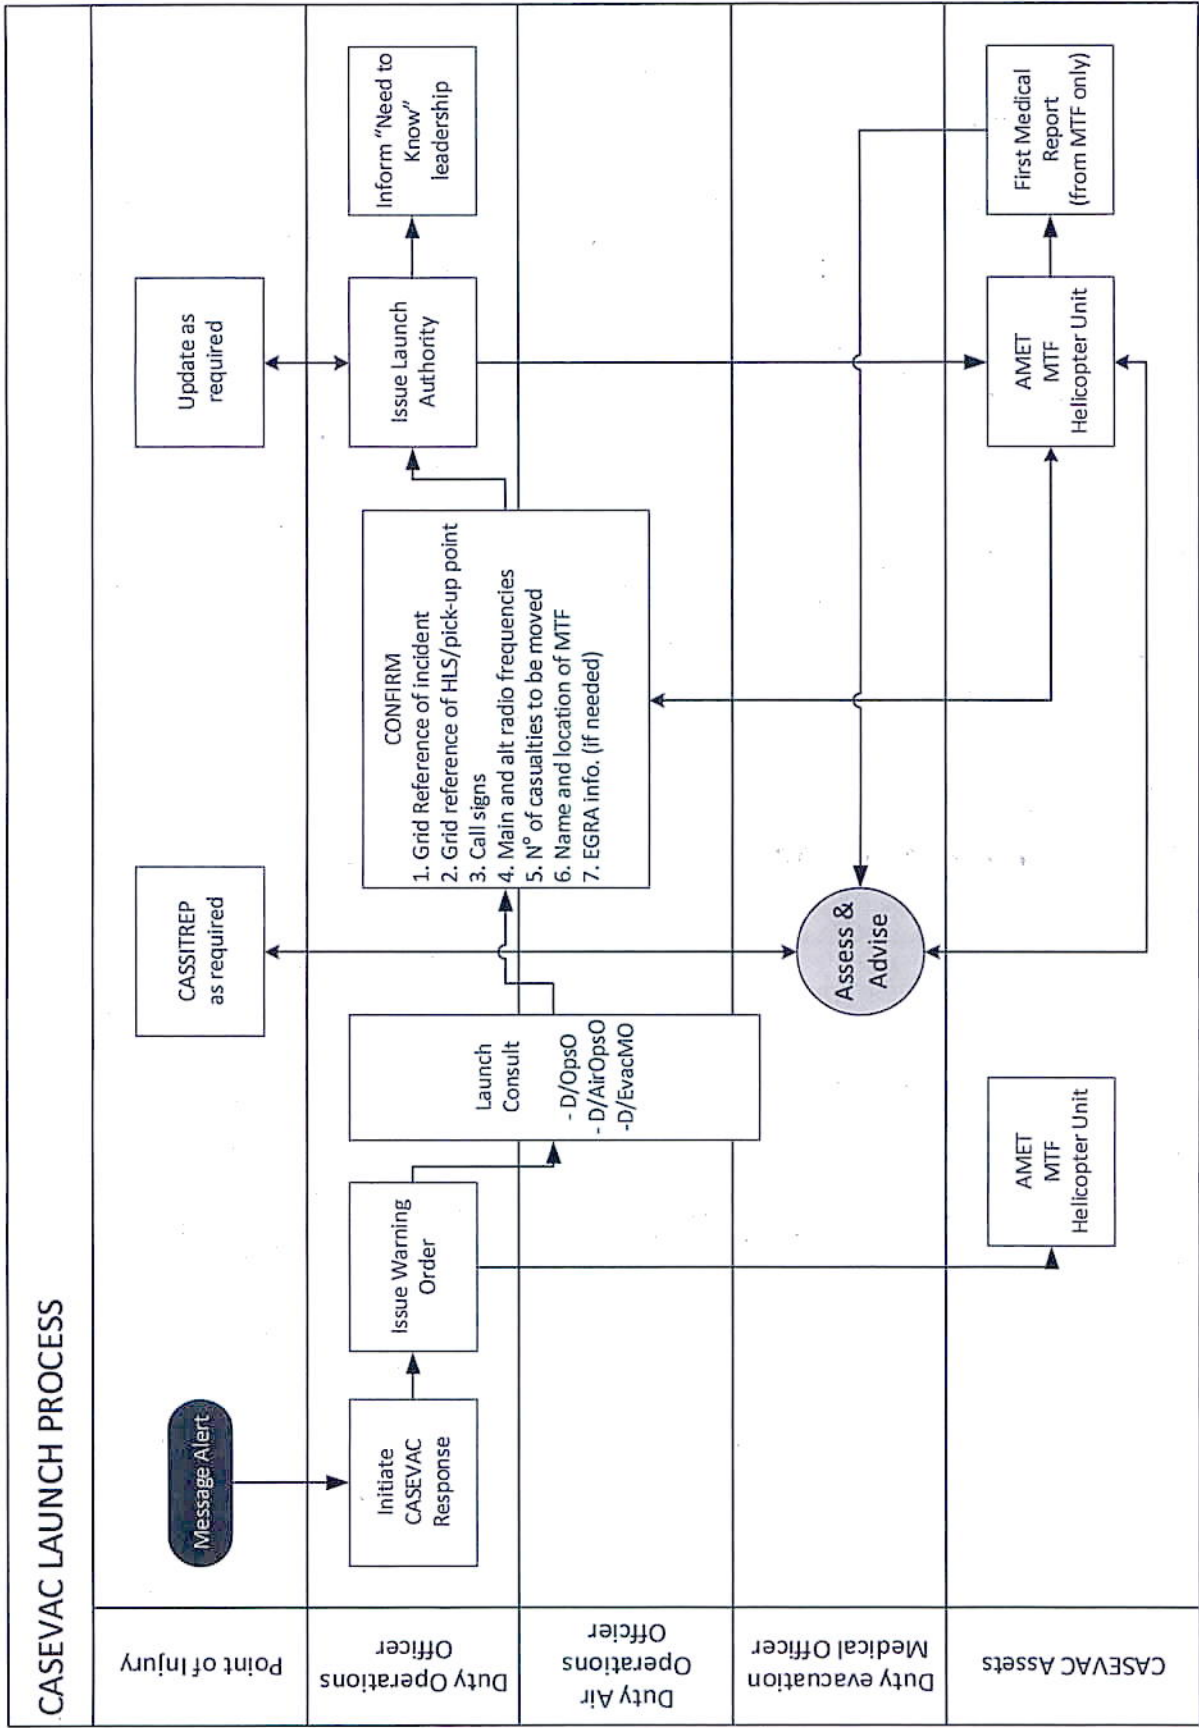 CASEVAC LAUNCH PROCESS
Point of Injury
Message Alert
CASSITREP
as required
Update as
required
Duty Operations
Officer
Initiate
CASEVAC
Response
Issue Warning
Order
Launch
Consult
- D/OpsO
- D/AirOpsO
-D/EvacMO
CONFIRM
1. Grid Reference of incident
2. Grid reference of HLS/pick-up point
3. Call signs
4. Main and alt radio frequencies
5. N° of casualties to be moved
6. Name and location of MTF
7. EGRA info. (if needed)
Issue Launch
Authority
Inform “Need to
Know”
leadership
Duty Air
Operations
Offcier
Duty evacuation
Medical Officer
Assess &
Advise
CASEVAC Assets
AMET
MTF
Helicopter Unit
AMET
MTF
Helicopter Unit
First Medical
Report
(from MTF only)